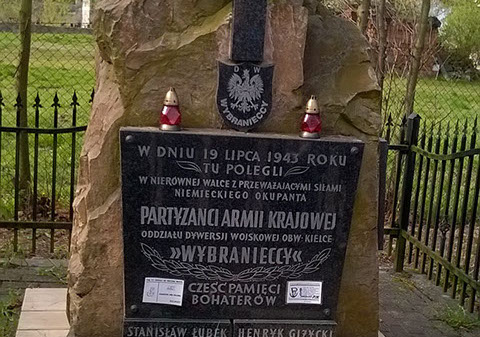 D W
WYBRANIECCY
W DNIU 19 LIPCA 1943 ROKU
TU POLEGLI
W NIERÓWNEJ WALCE Z PRZEWAŻAJĄCYMI SIŁAMI
NIEMIECKIEGO OKUPANTA
PARTYZANCI ARMII KRAJOWEJ
ODDZIAŁU DYWERSJI WOJSKOWEJ OBW. KIELCE
»WYBRANIECCY«
CZEŚĆ PAMIĘCI
BOHATERÓW
STANISŁAW ŁUBEK HENRYK GIŻYCKI